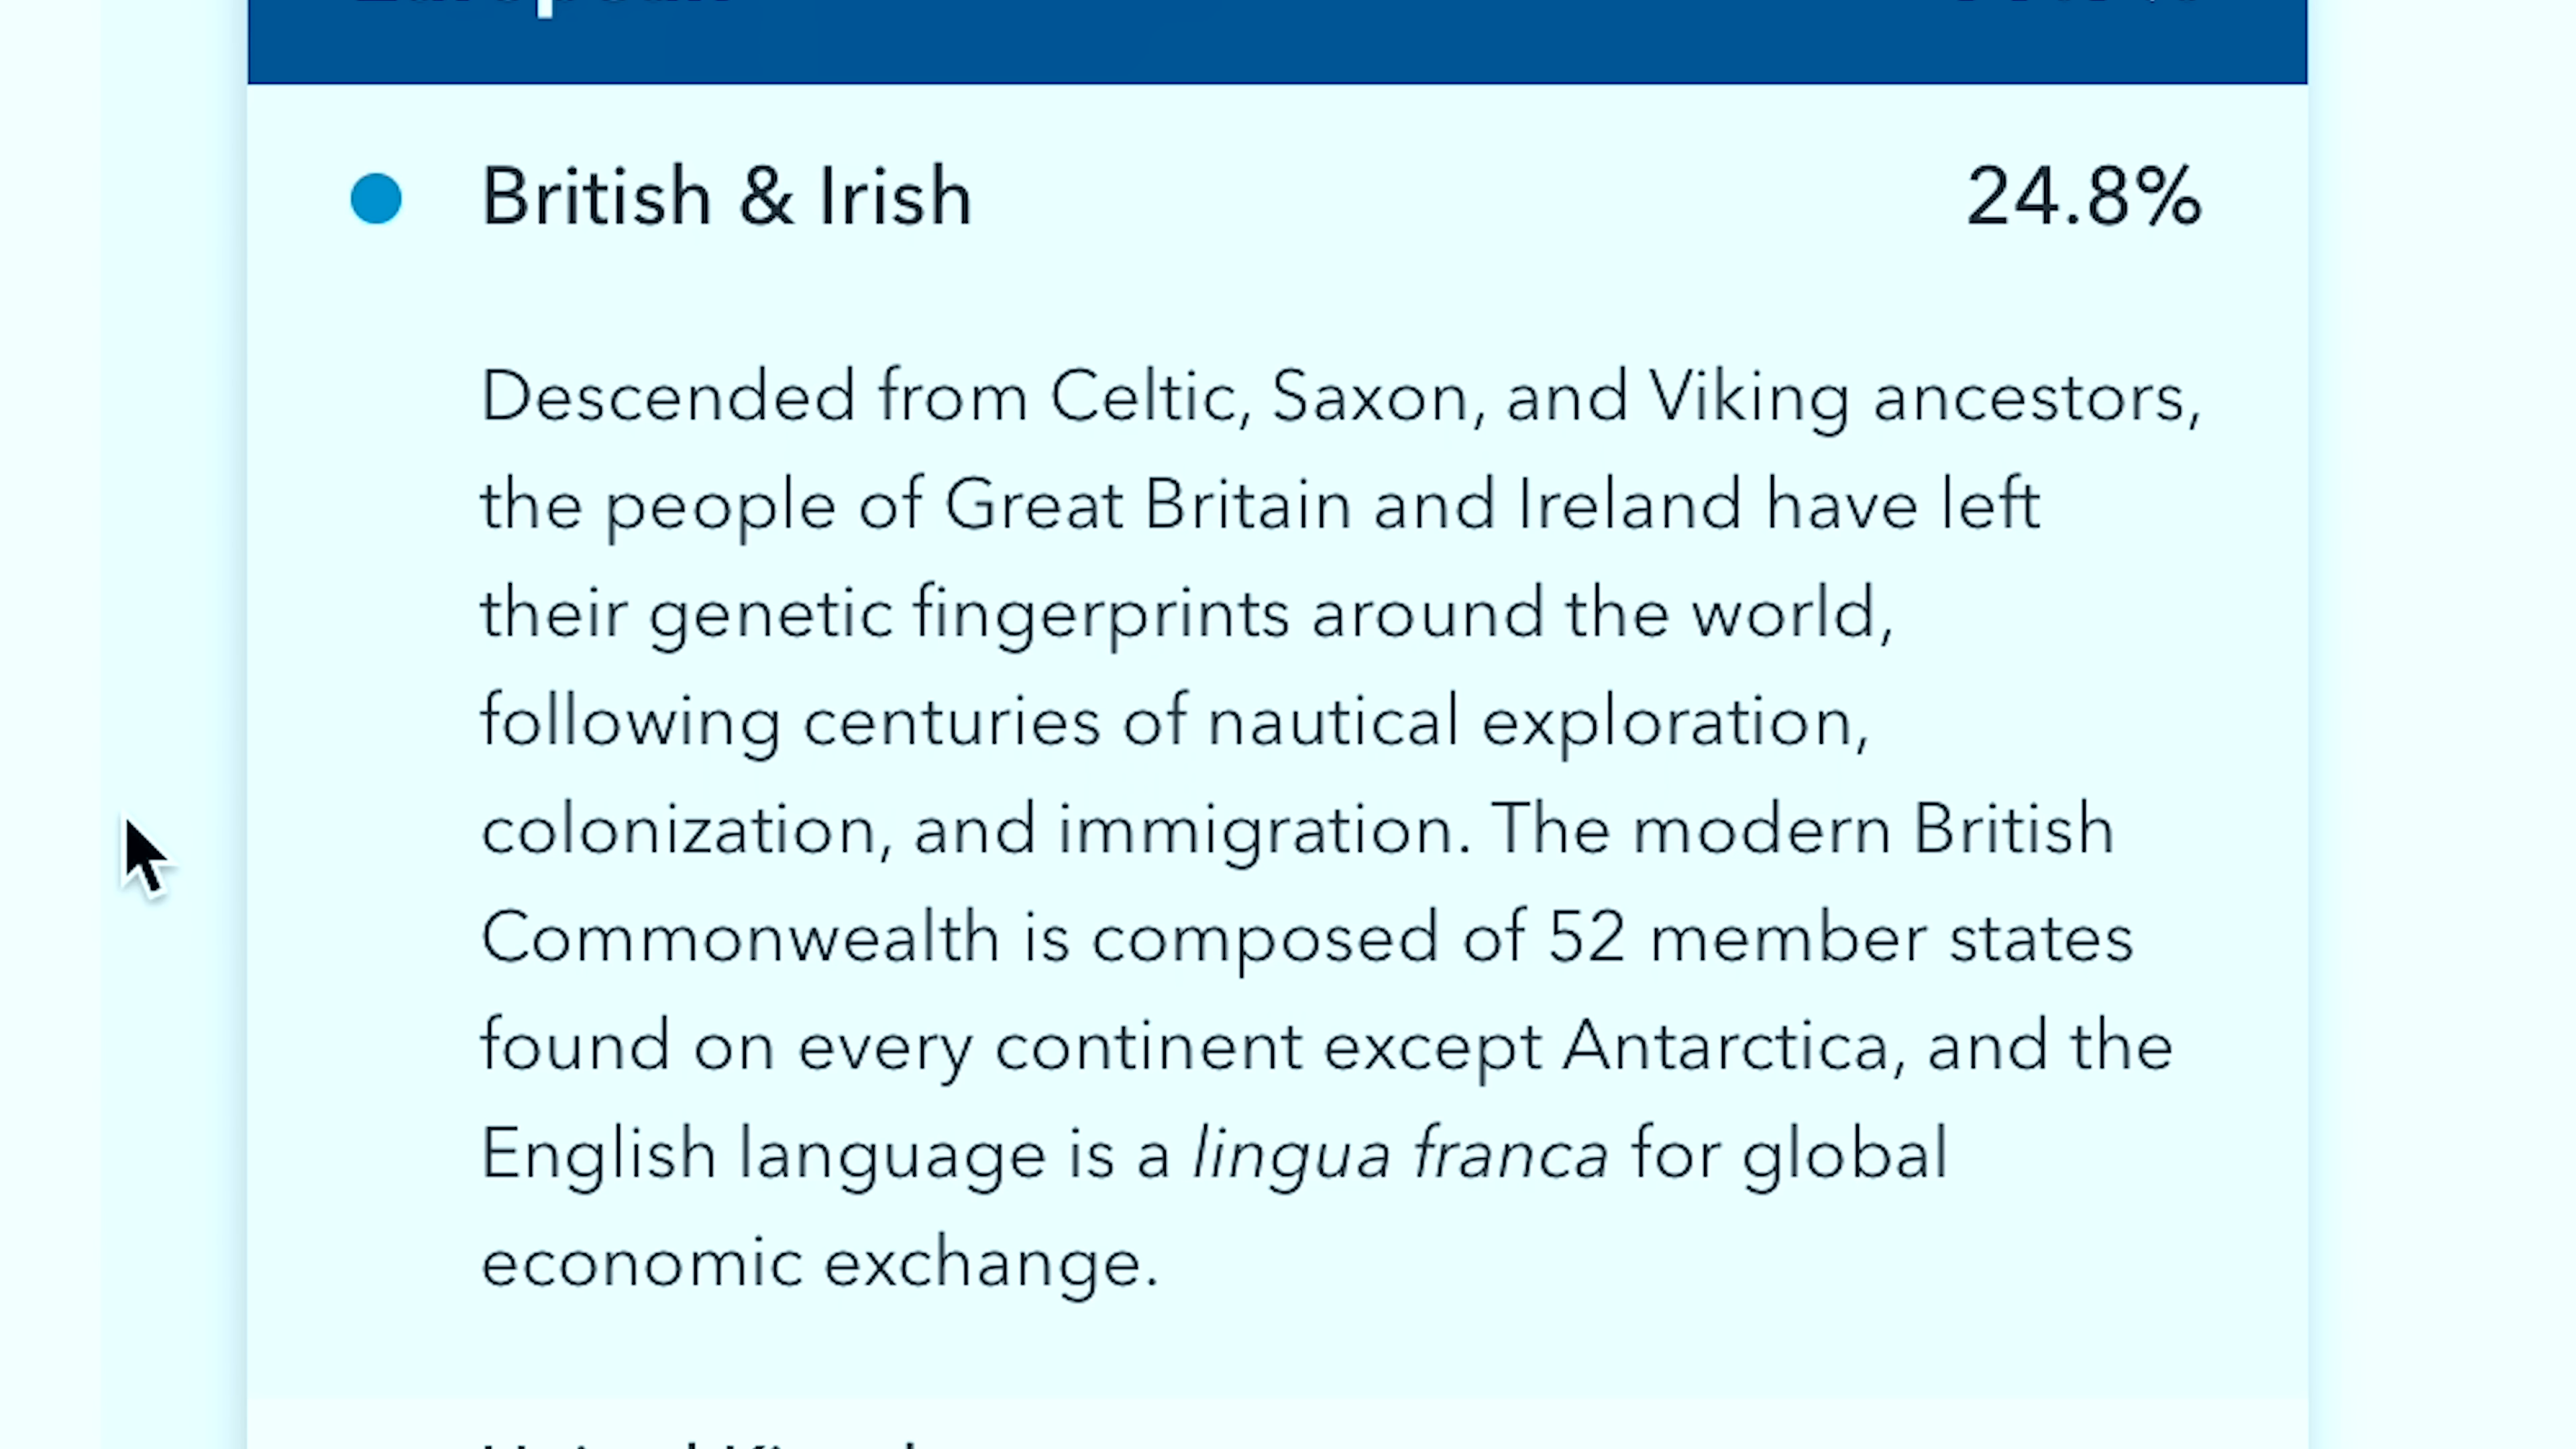 British & Irish 24.8%
Descended from Celtic, Saxon, and Viking ancestors,
the people of Great Britain and Ireland have left
their genetic fingerprints around the world,
following centuries of nautical exploration,
colonization, and immigration. The modern British
Commonwealth is composed of 52 member states
found on every continent except Antarctica, and the
English language is a lingua franca for global
economic exchange.